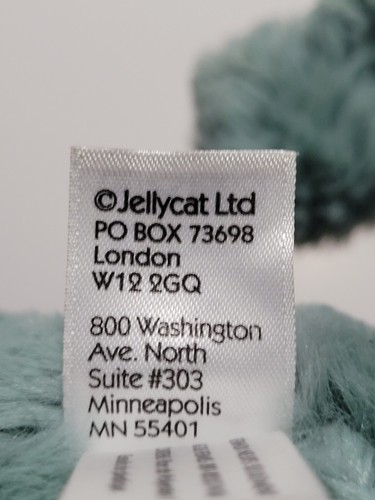 ©Jellycat Ltd
PO BOX 73698
London
W12 2GQ
800 Washington
Ave. North
Suite #303
Minneapolis
MN 55401